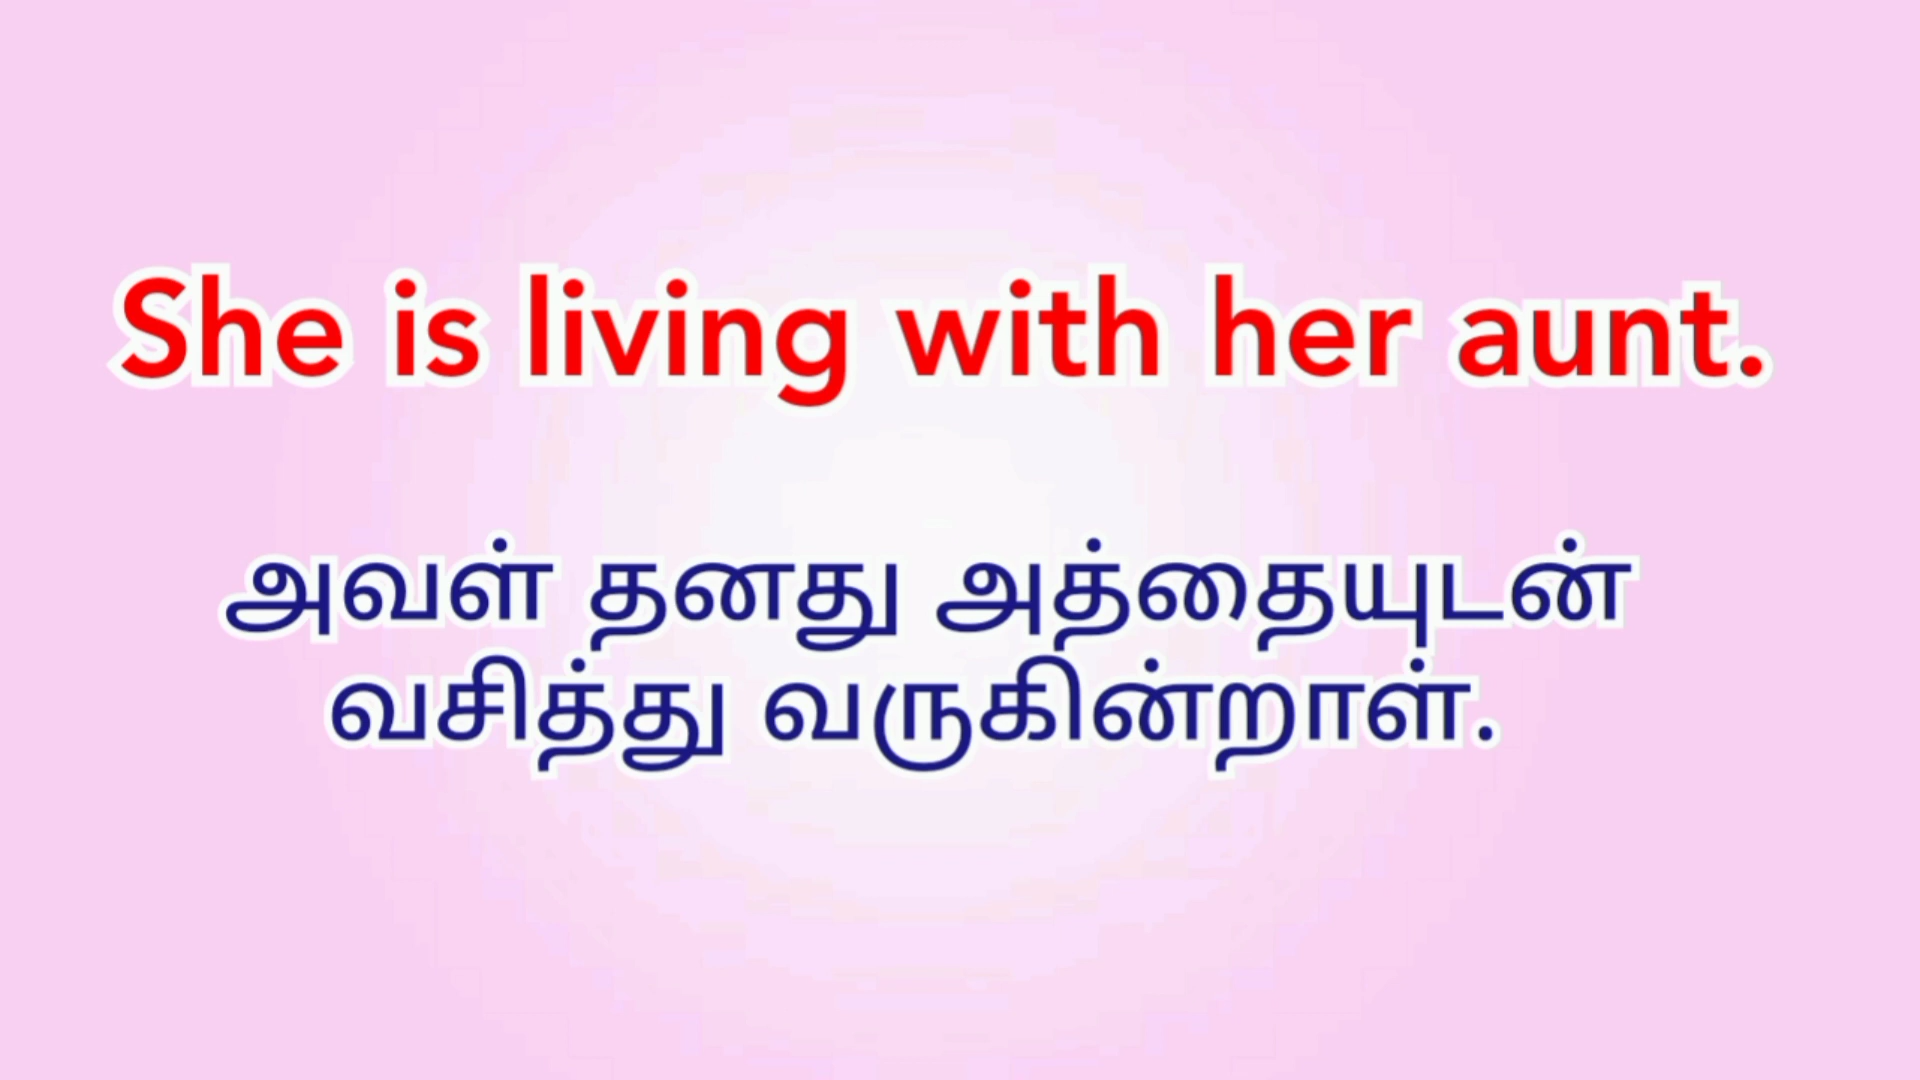 She is living with her aunt.
அவள் தனது அத்தையுடன்
வசித்து வருகின்றாள்.